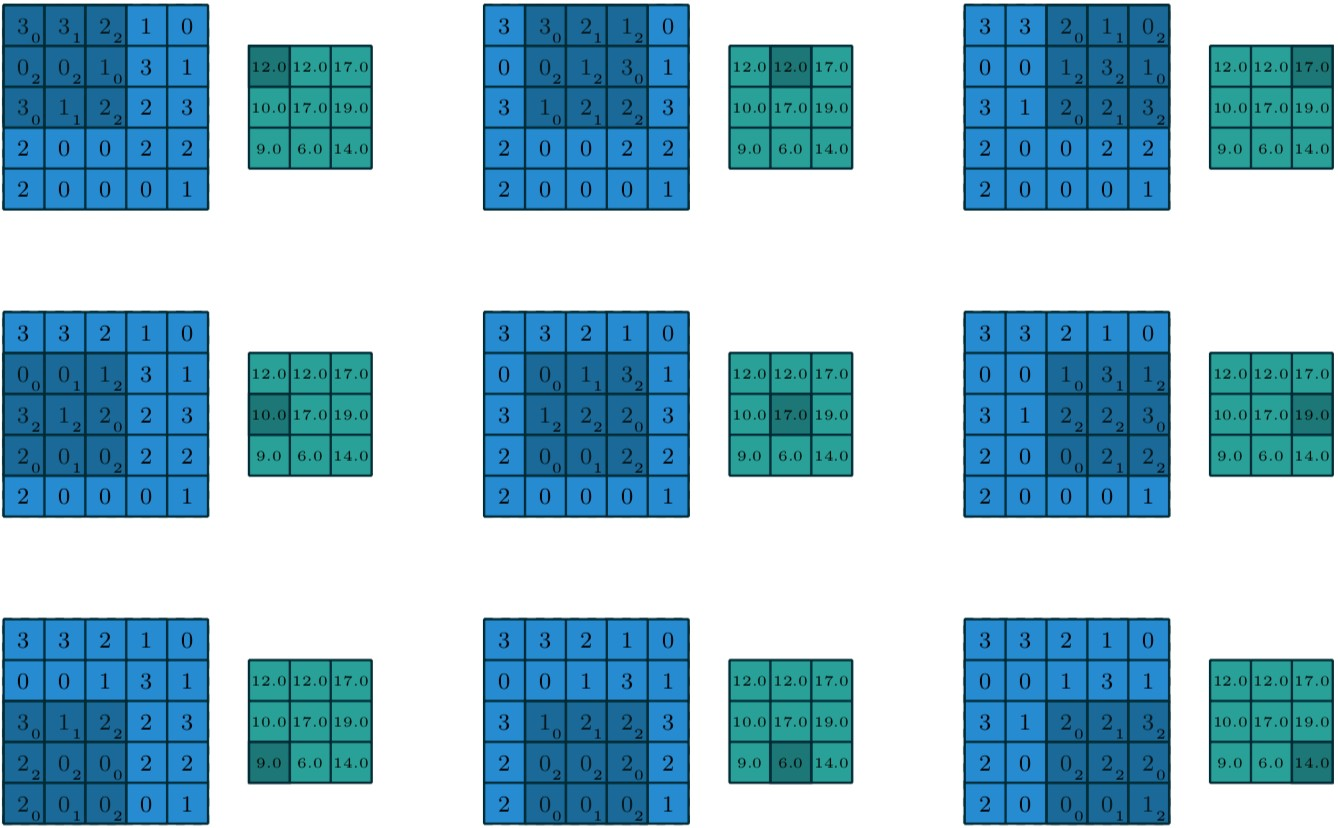 3₀ 3₁ 2₂ 1 0
0₂ 0₂ 1₀ 3 1
3₀ 1₁ 2₂ 2 3
2 0 0 2 2
2 0 0 0 1
12.0 12.0 17.0
10.0 17.0 19.0
9.0 6.0 14.0
3 3₀ 2₁ 1₂ 0
0 0₂ 1₂ 3₀ 1
3 1₀ 2₁ 2₂ 3
2 0 0 2 2
2 0 0 0 1
12.0 12.0 17.0
10.0 17.0 19.0
9.0 6.0 14.0
3 3 2₀ 1₁ 0₂
0 0 1₂ 3₂ 1₀
3 1 2₀ 2₁ 3₂
2 0 0 2 2
2 0 0 0 1
12.0 12.0 17.0
10.0 17.0 19.0
9.0 6.0 14.0
3 3 2 1 0
0₀ 0₁ 1₂ 3 1
3₂ 1₂ 2₀ 2 3
2₀ 0₁ 0₂ 2 2
2 0 0 0 1
12.0 12.0 17.0
10.0 17.0 19.0
9.0 6.0 14.0
3 3 2 1 0
0 0₀ 1₁ 3₂ 1
3 1₂ 2₂ 2₀ 3
2 0₀ 0₁ 2₂ 2
2 0 0 0 1
12.0 12.0 17.0
10.0 17.0 19.0
9.0 6.0 14.0
3 3 2 1 0
0 0 1₀ 3₁ 1₂
3 1 2₂ 2₂ 3₀
2 0 0₀ 2₁ 2₂
2 0 0 0 1
12.0 12.0 17.0
10.0 17.0 19.0
9.0 6.0 14.0
3 3 2 1 0
0 0 1 3 1
3₀ 1₁ 2₂ 2 3
2₂ 0₂ 0₀ 2 2
2₀ 0₁ 0₂ 0 1
12.0 12.0 17.0
10.0 17.0 19.0
9.0 6.0 14.0
3 3 2 1 0
0 0 1 3 1
3 1₀ 2₁ 2₂ 3
2 0₂ 0₂ 2₀ 2
2 0₀ 0₁ 0₂ 1
12.0 12.0 17.0
10.0 17.0 19.0
9.0 6.0 14.0
3 3 2 1 0
0 0 1 3 1
3 1 2₀ 2₁ 3₂
2 0 0₂ 2₂ 2₀
2 0 0₀ 0₁ 1₂
12.0 12.0 17.0
10.0 17.0 19.0
9.0 6.0 14.0